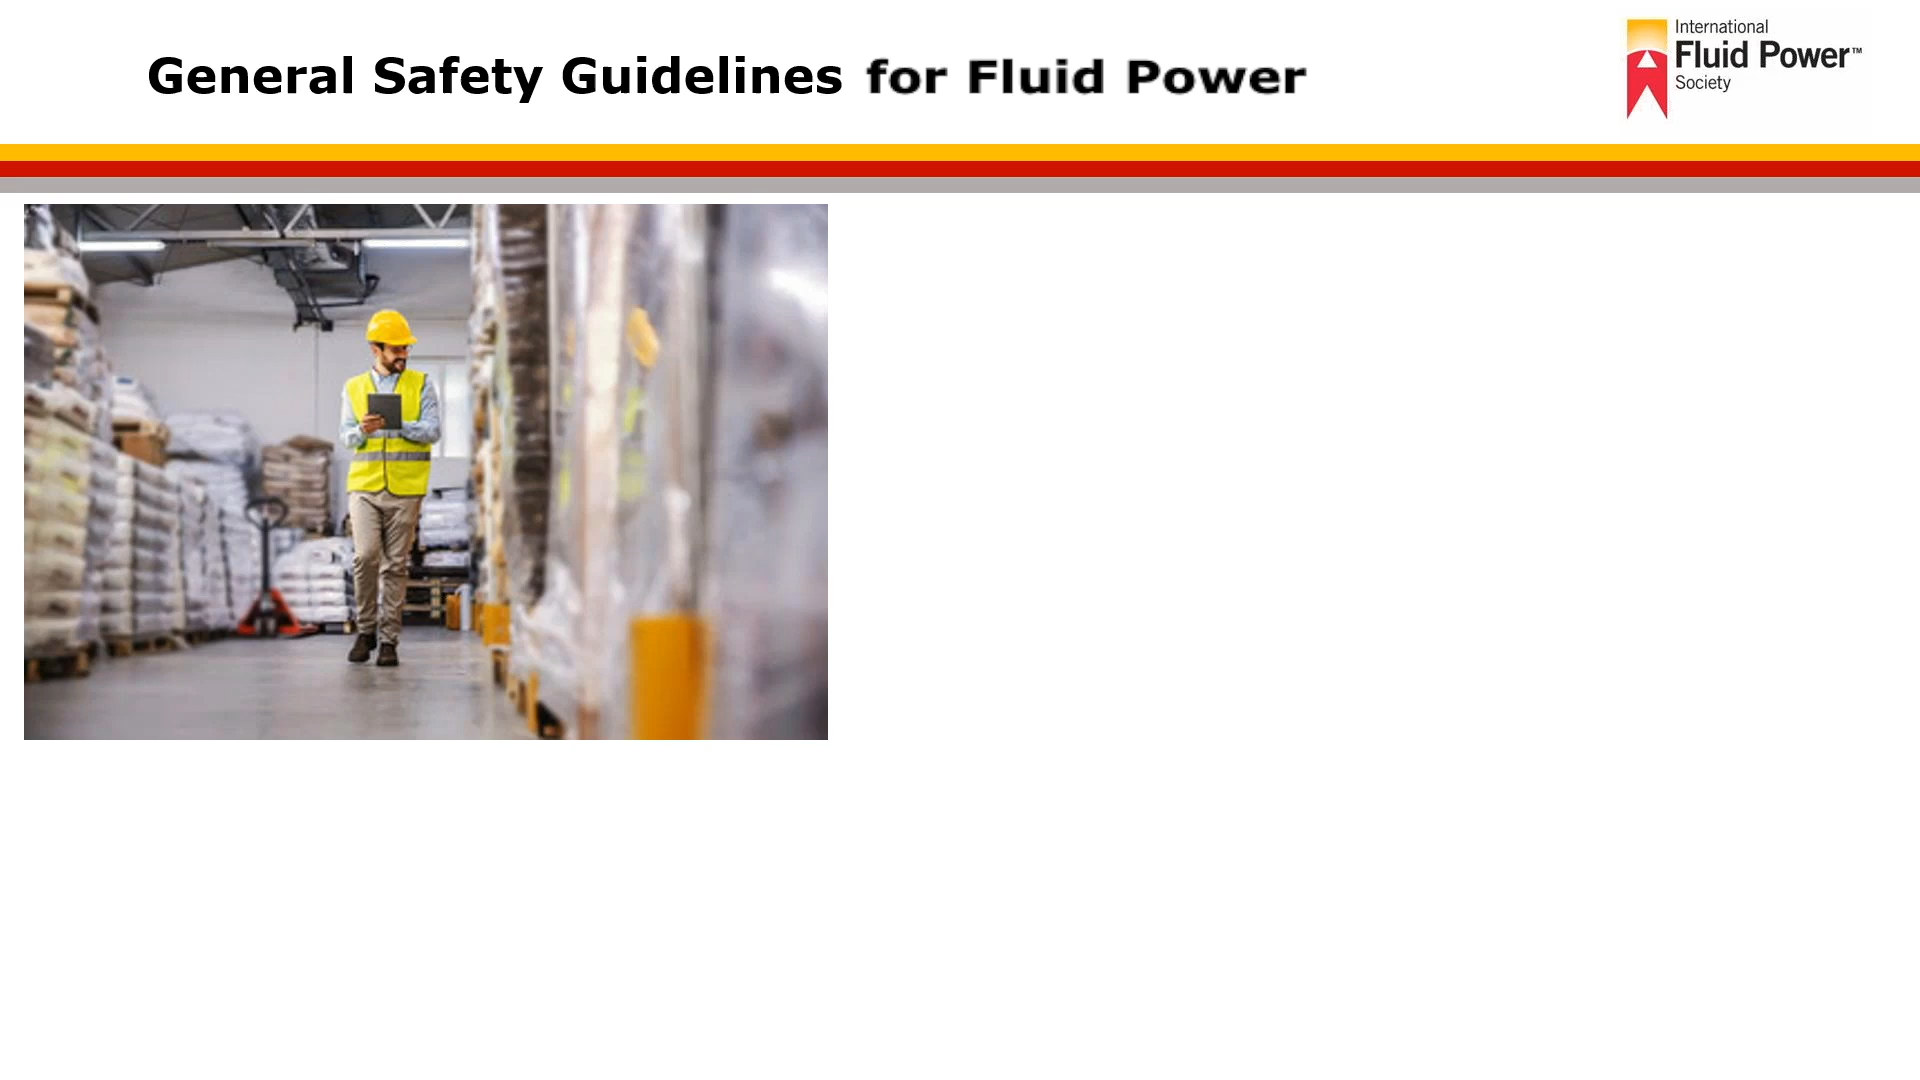 General Safety Guidelines for Fluid Power
International
Fluid Power™
Society